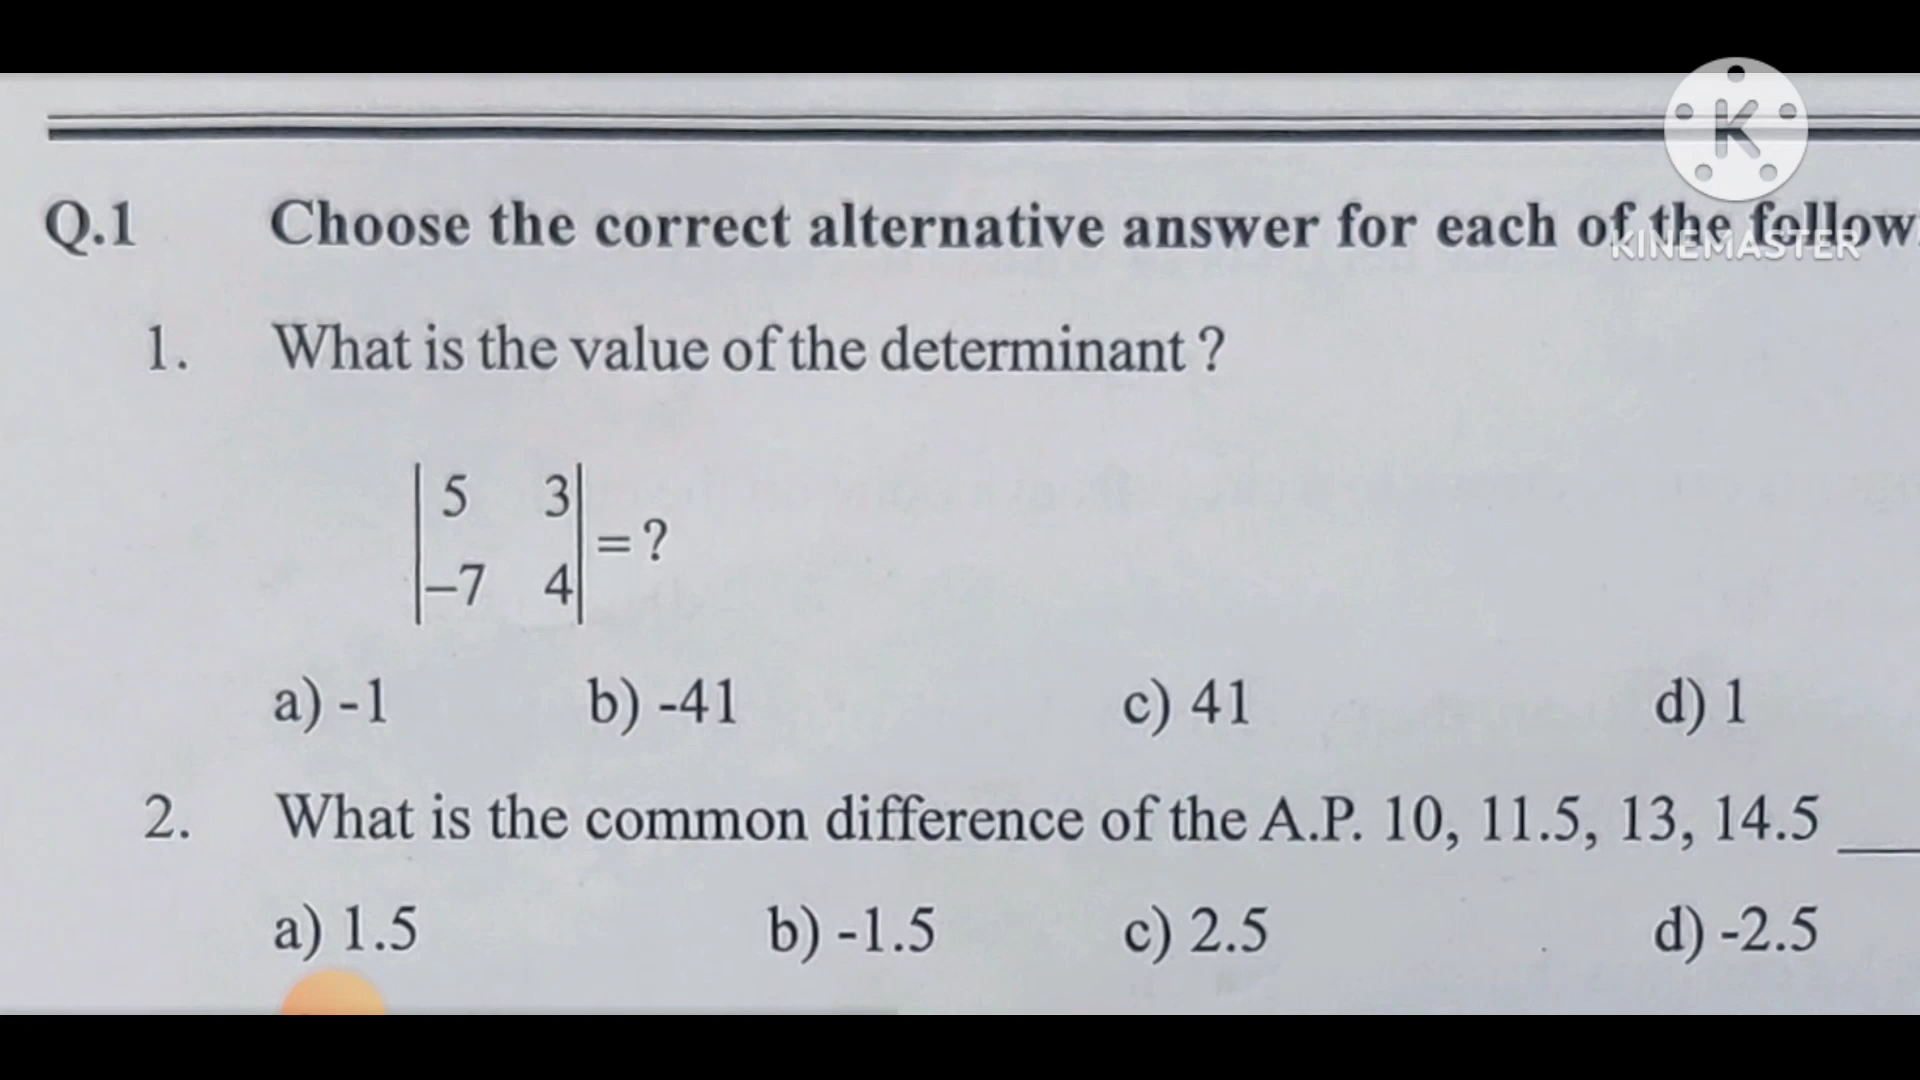 K
KINEMASTER
Q.1 Choose the correct alternative answer for each of the follow
1. What is the value of the determinant ?
5 3
= ?
–7 4
a) -1 b) -41 c) 41 d) 1
2. What is the common difference of the A.P. 10, 11.5, 13, 14.5 ___
a) 1.5 b) -1.5 c) 2.5 d) -2.5